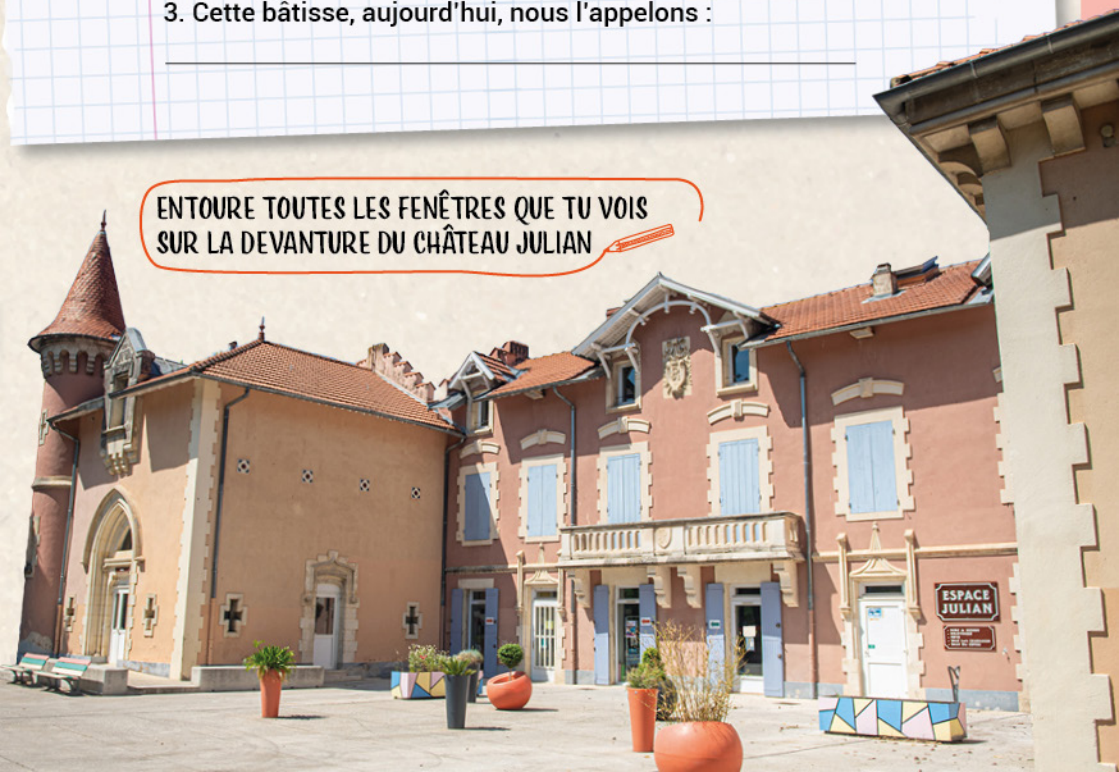 3. Cette bâtisse, aujourd'hui, nous l'appelons :
ENTOURE TOUTES LES FENÊTRES QUE TU VOIS
SUR LA DEVANTURE DU CHÂTEAU JULIAN
ESPACE
JULIAN